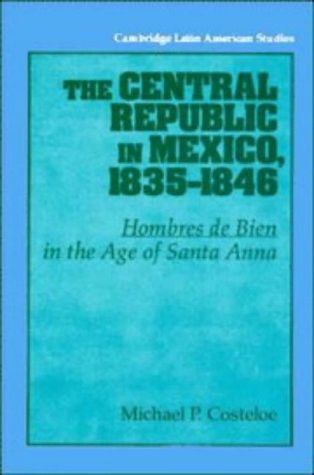 Cambridge Latin American Studies
THE CENTRAL
REPUBLIC
IN MEXICO,
1835-1846
Hombres de Bien
in the Age of Santa Anna
Michael P. Costeloe